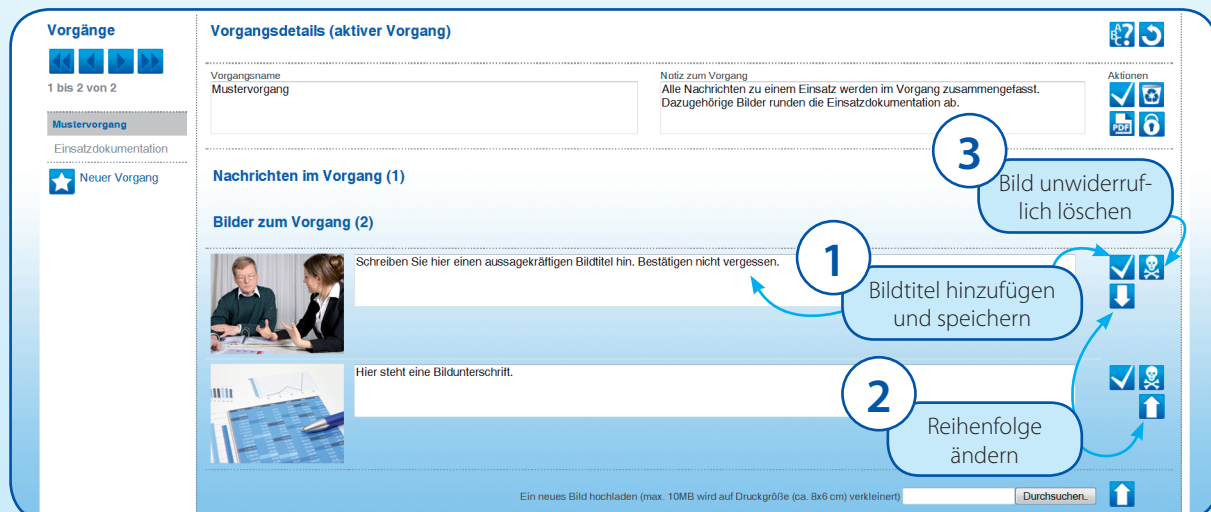 Vorgänge
1 bis 2 von 2
Mustervorgang
Einsatzdokumentation
Neuer Vorgang
Vorgangsdetails (aktiver Vorgang)
A B C ?
Vorgangsname
Mustervorgang
Notiz zum Vorgang
Alle Nachrichten zu einem Einsatz werden im Vorgang zusammengefasst.
Dazugehörige Bilder runden die Einsatzdokumentation ab.
Aktionen
PDF
Nachrichten im Vorgang (1)
3
Bild unwiderruf-
lich löschen
Bilder zum Vorgang (2)
Schreiben Sie hier einen aussagekräftigen Bildtitel hin. Bestätigen nicht vergessen.
1
Bildtitel hinzufügen
und speichern
Hier steht eine Bildunterschrift.
2
Reihenfolge
ändern
Ein neues Bild hochladen (max. 10MB wird auf Druckgröße (ca. 8x6 cm) verkleinert)
Durchsuchen..